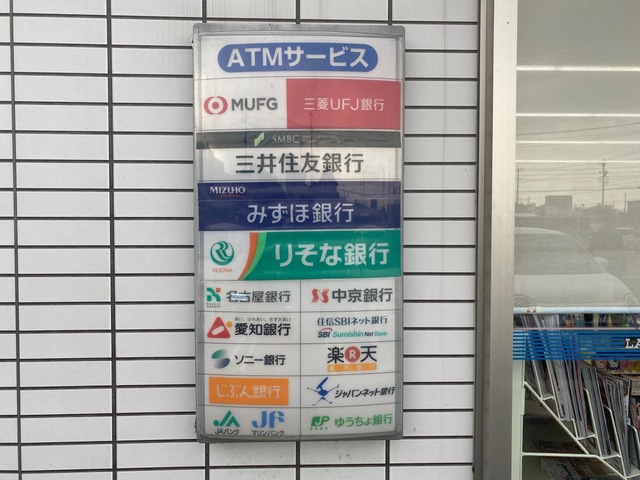 ATMサービス
MUFG 三菱UFJ銀行
SMBC
三井住友銀行
MIZUHO
みずほ銀行
RESONA りそな銀行
名古屋銀行 中京銀行
愛知銀行 住信SBIネット銀行
SBI Sumishin Net Bank
ソニー銀行 楽R天
じぶん銀行 ジャパンネット銀行
JA JF JP ゆうちょ銀行
JAバンク マリンバンク